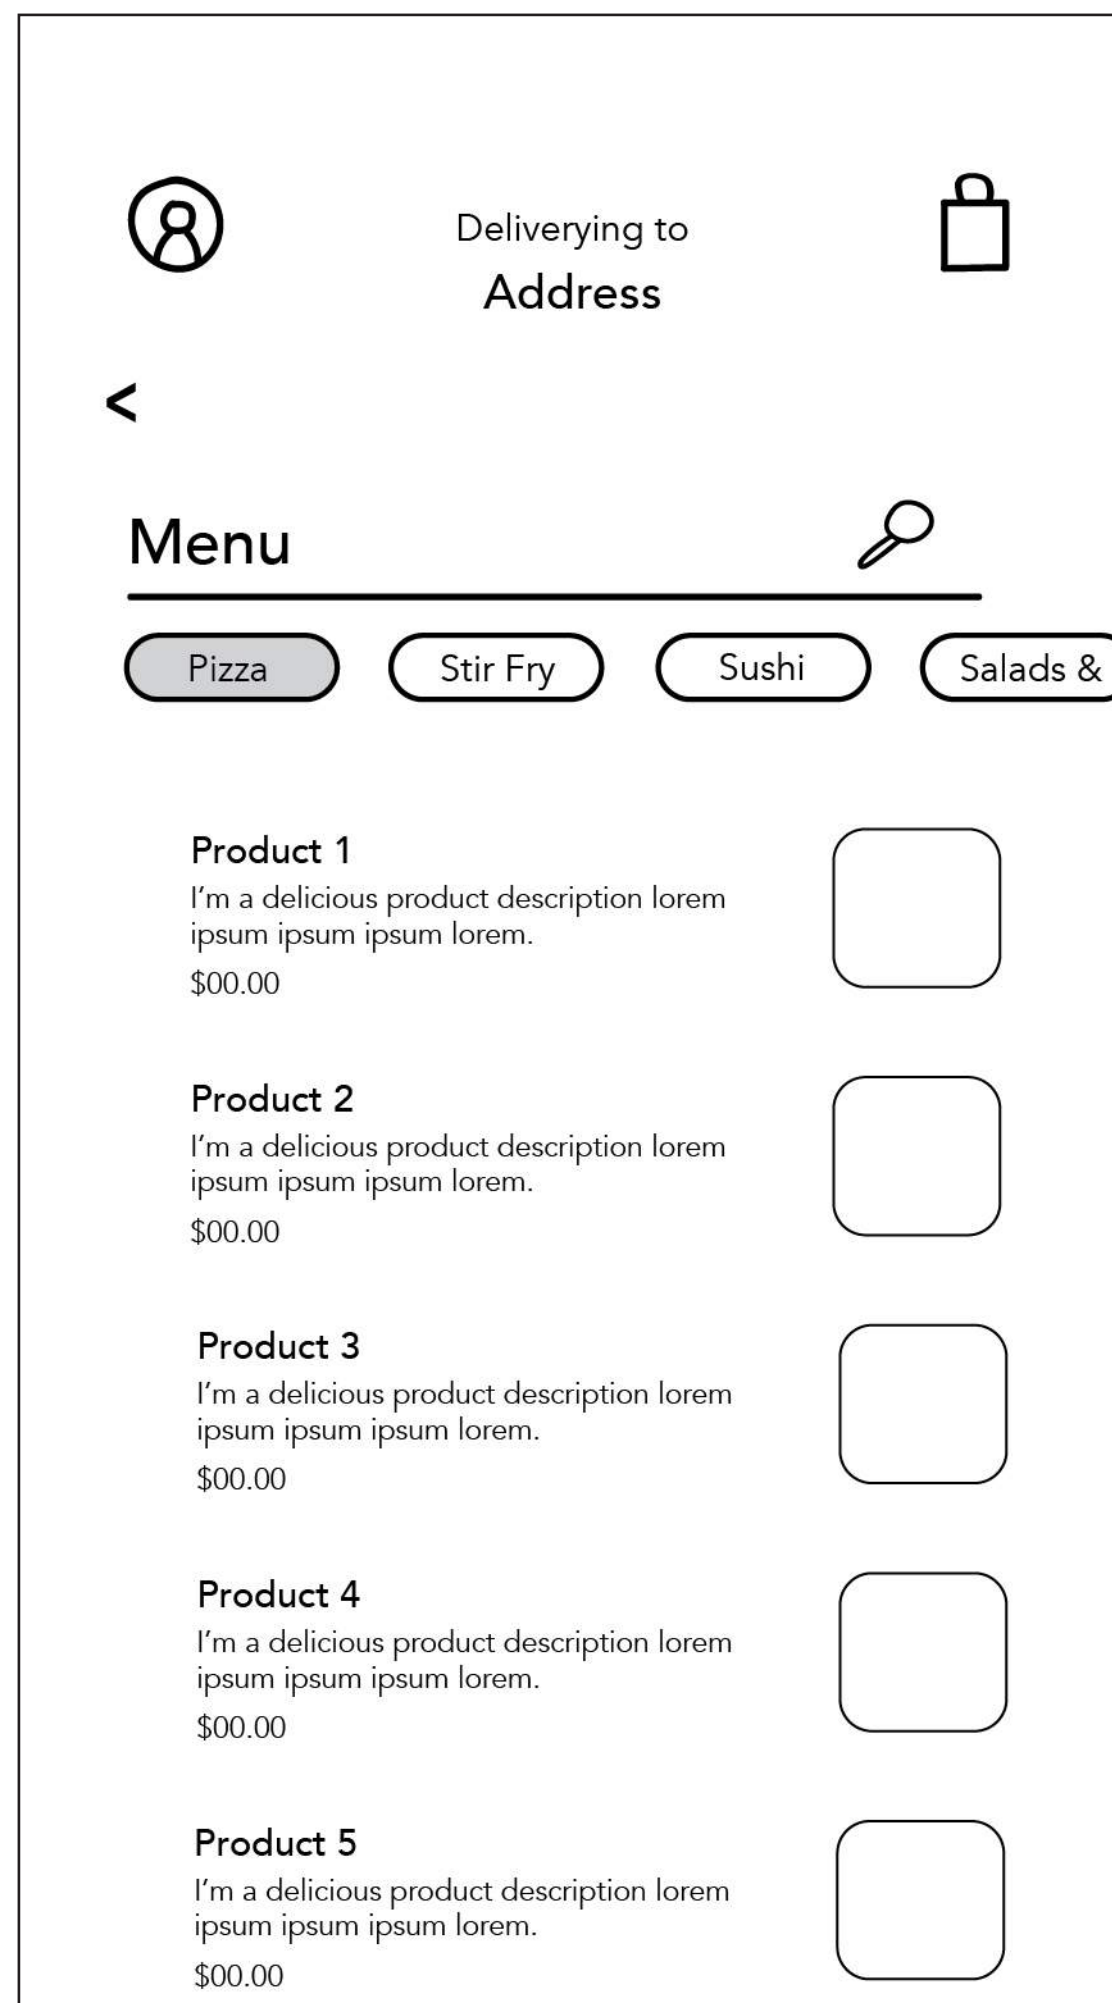 Deliverying to
Address
<
Menu
Pizza
Stir Fry
Sushi
Salads &
Product 1
I'm a delicious product description lorem
ipsum ipsum ipsum lorem.
$00.00
Product 2
I'm a delicious product description lorem
ipsum ipsum ipsum lorem.
$00.00
Product 3
I'm a delicious product description lorem
ipsum ipsum ipsum lorem.
$00.00
Product 4
I'm a delicious product description lorem
ipsum ipsum ipsum lorem.
$00.00
Product 5
I'm a delicious product description lorem
ipsum ipsum ipsum lorem.
$00.00